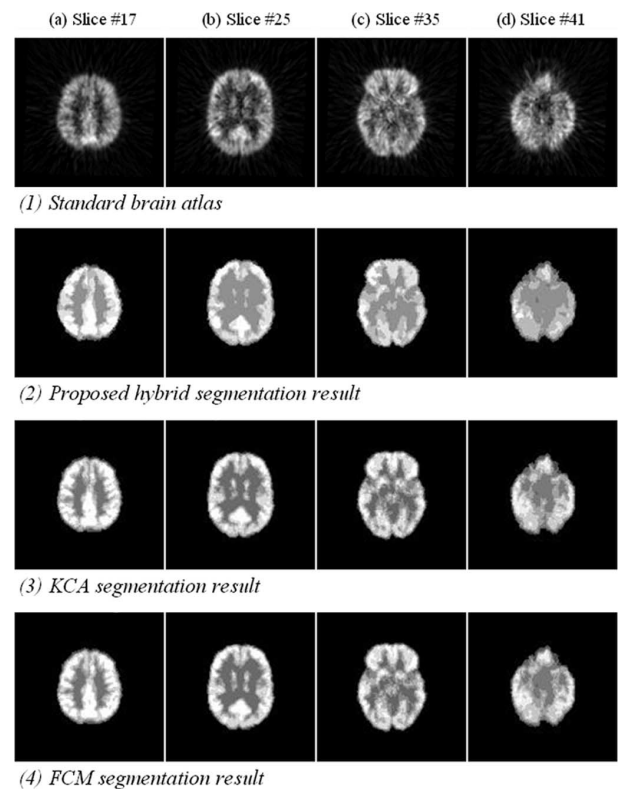 (a) Slice #17 (b) Slice #25 (c) Slice #35 (d) Slice #41
(1) Standard brain atlas
(2) Proposed hybrid segmentation result
(3) KCA segmentation result
(4) FCM segmentation result